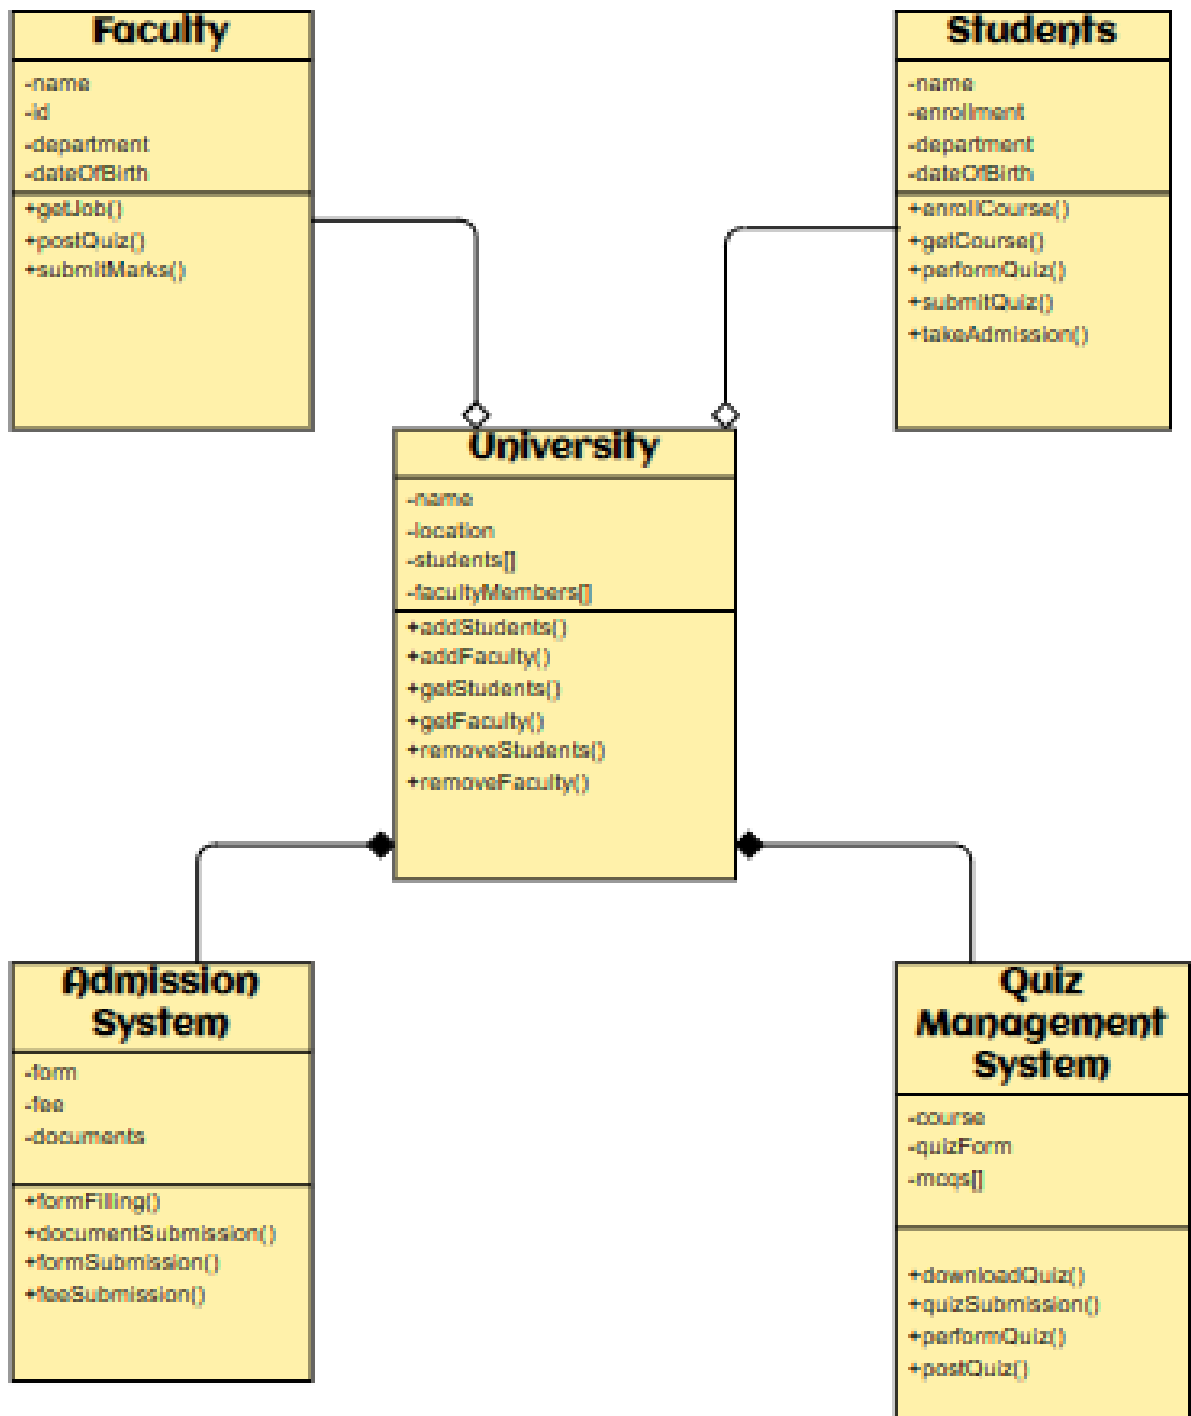 Faculty
-name
-id
-department
-dateOfBirth
+getJob()
+postQuiz()
+submitMarks()
Students
-name
-enrollment
-department
-dateOfBirth
+enrollCourse()
+getCourse()
+performQuiz()
+submitQuiz()
+takeAdmission()
University
-name
-location
-students[]
-facultyMembers[]
+addStudents()
+addFaculty()
+getStudents()
+getFaculty()
+removeStudents()
+removeFaculty()
Admission
System
-form
-fee
-documents
+formFilling()
+documentSubmission()
+formSubmission()
+feeSubmission()
Quiz
Management
System
-course
-quizForm
-mcqs[]
+downloadQuiz()
+quizSubmission()
+performQuiz()
+postQuiz()